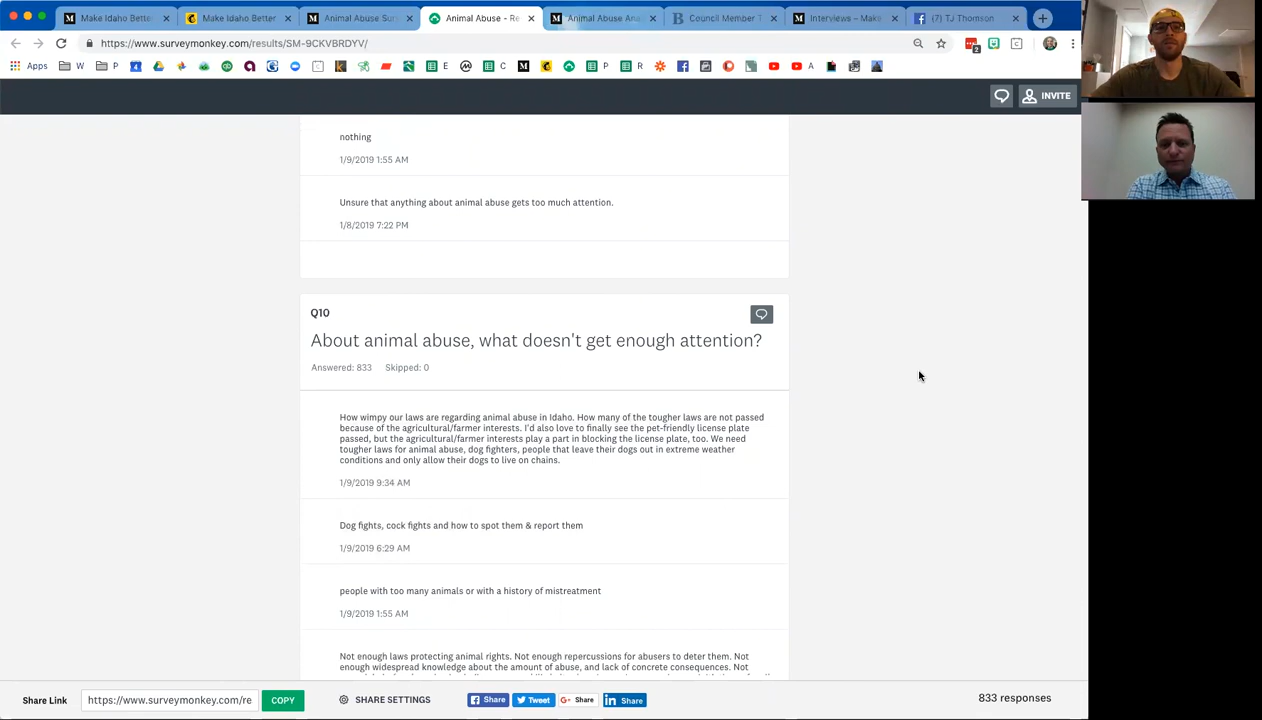 Make Idaho Better
Make Idaho Better
Animal Abuse Sur
Animal Abuse - Re
Animal Abuse Ana
Council Member T
Interviews – Make
(7) TJ Thomson
https://www.surveymonkey.com/results/SM-9CKVBRDYV/
Apps
W
P
E
C
P
R
A
INVITE
nothing
1/9/2019 1:55 AM
Unsure that anything about animal abuse gets too much attention.
1/8/2019 7:22 PM
Q10
About animal abuse, what doesn't get enough attention?
Answered: 833 Skipped: 0
How wimpy our laws are regarding animal abuse in Idaho. How many of the tougher laws are not passed
because of the agricultural/farmer interests. I'd also love to finally see the pet-friendly license plate
passed, but the agricultural/farmer interests play a part in blocking the license plate, too. We need
tougher laws for animal abuse, dog fighters, people that leave their dogs out in extreme weather
conditions and only allow their dogs to live on chains.
1/9/2019 9:34 AM
Dog fights, cock fights and how to spot them & report them
1/9/2019 6:29 AM
people with too many animals or with a history of mistreatment
1/9/2019 1:55 AM
Not enough laws protecting animal rights. Not enough repercussions for abusers to deter them. Not
enough widespread knowledge about the amount of abuse, and lack of concrete consequences. Not
Share Link
https://www.surveymonkey.com/re
COPY
SHARE SETTINGS
Share
Tweet
Share
Share
833 responses